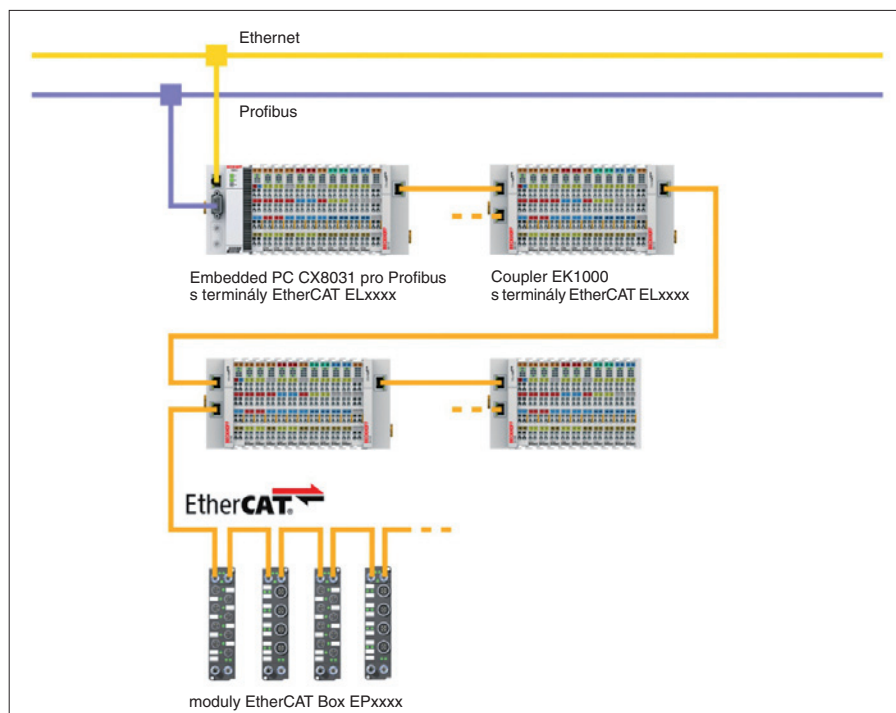 Ethernet
Profibus
Embedded PC CX8031 pro Profibus
s terminály EtherCAT ELxxxx
Coupler EK1000
s terminály EtherCAT ELxxxx
EtherCAT®
moduly EtherCAT Box EPxxxx